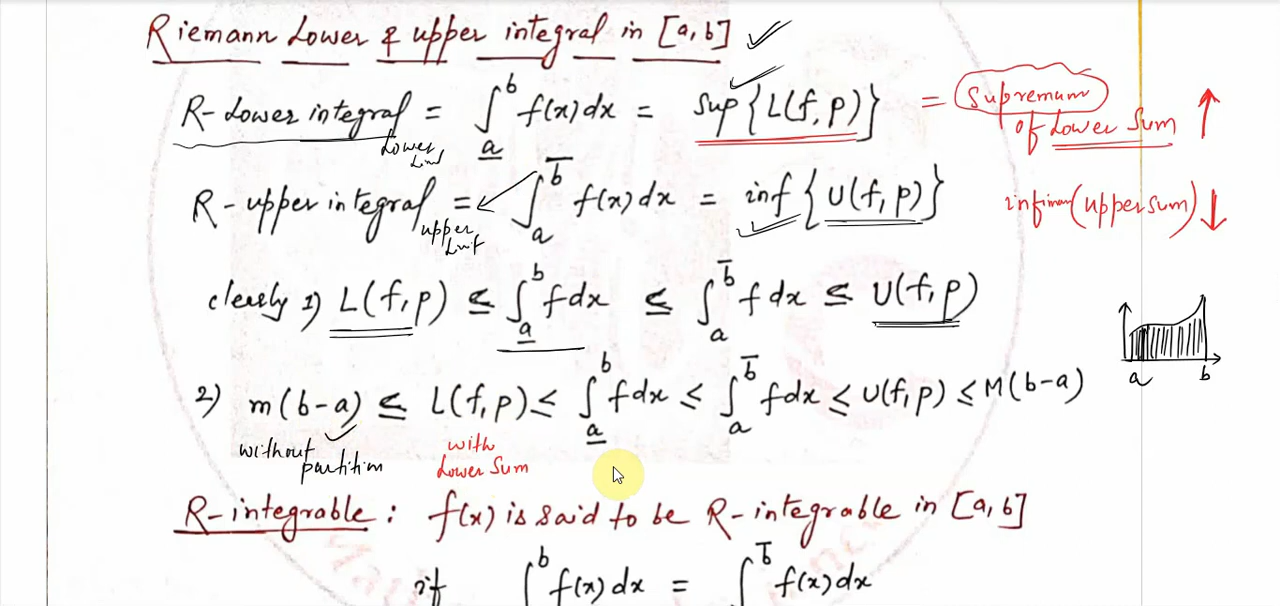 Riemann Lower & upper integral in [a, b] ✓
R-Lower integral = ∫_a̲^b f(x) dx = Sup {L(f, p)} = Supremum of Lower Sum ↑
Lower Limit
R-upper integral = ∫_a^b̅ f(x) dx = inf {U(f, p)} infimum (upper sum) ↓
upper Limit
clearly 1) L(f, p) ≤ ∫_a̲^b f dx ≤ ∫_a^b̅ f dx ≤ U(f, p)
a b
2) m(b-a) ≤ L(f, p) ≤ ∫_a̲^b f dx ≤ ∫_a^b̅ f dx ≤ U(f, p) ≤ M(b-a)
without partition with Lower Sum
R-integrable : f(x) is said to be R-integrable in [a, b]
if ∫^b f(x) dx = ∫^b̅ f(x) dx